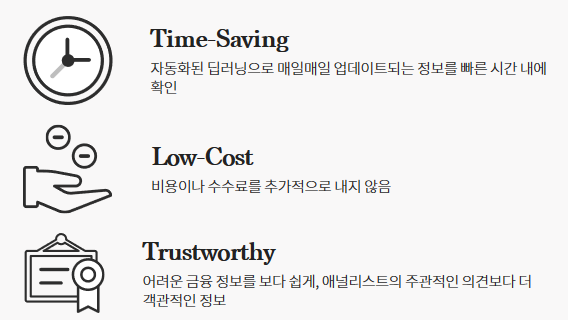 Time-Saving
자동화된 딥러닝으로 매일매일 업데이트되는 정보를 빠른 시간 내에
확인
Low-Cost
비용이나 수수료를 추가적으로 내지 않음
Trustworthy
어려운 금융 정보를 보다 쉽게, 애널리스트의 주관적인 의견보다 더
객관적인 정보